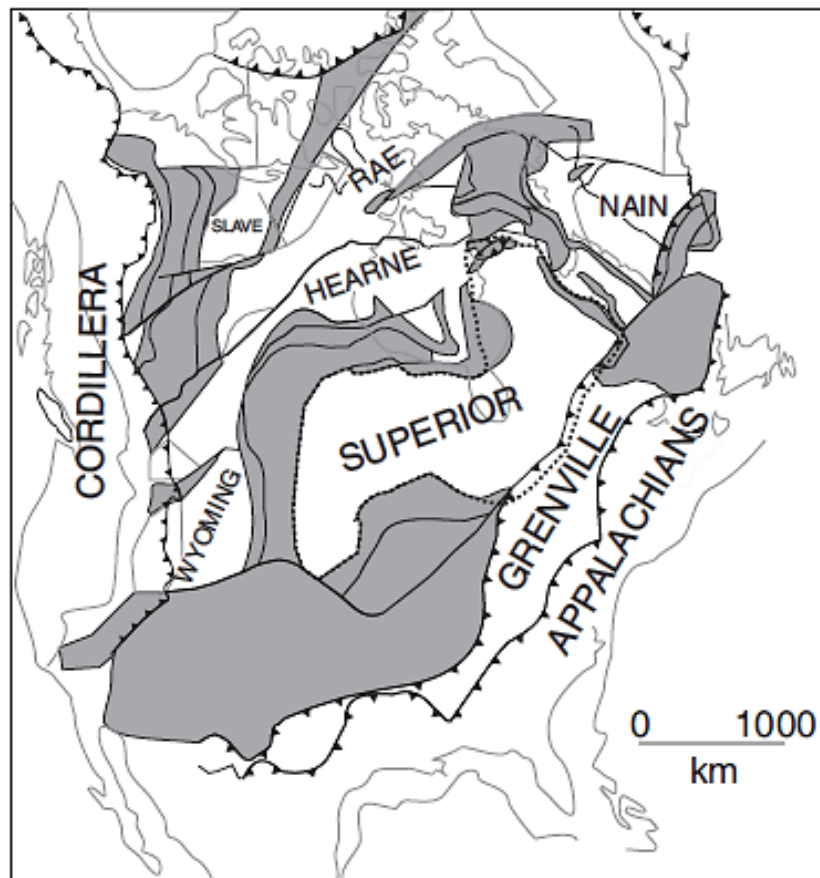 RAE
SLAVE
NAIN
HEARNE
CORDILLERA
SUPERIOR
WYOMING
GRENVILLE
APPALACHIANS
0 1000
km